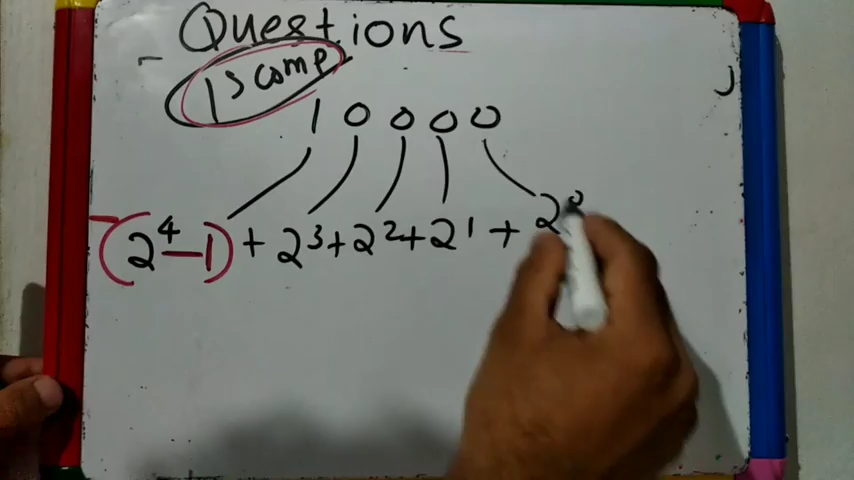 Questions
1s comp
1 0 0 0 0
-(2⁴-1) + 2³+2²+2¹ + 2⁰